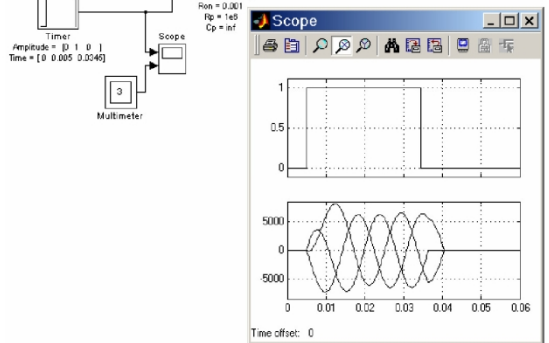 Ron = 0.001
Rp = 1e6
Cp = inf
Timer
Amplitude = [0 1 0 ]
Time = [ 0 0.005 0.0345]
Scope
3
Multimeter
Scope
1
0.5
0
5000
0
-5000
0 0.01 0.02 0.03 0.04 0.05 0.06
Time offset: 0